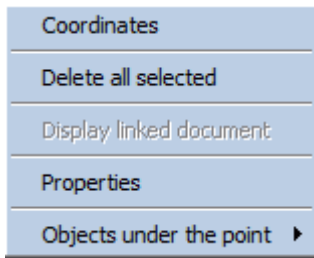 Coordinates
Delete all selected
Display linked document
Properties
Objects under the point